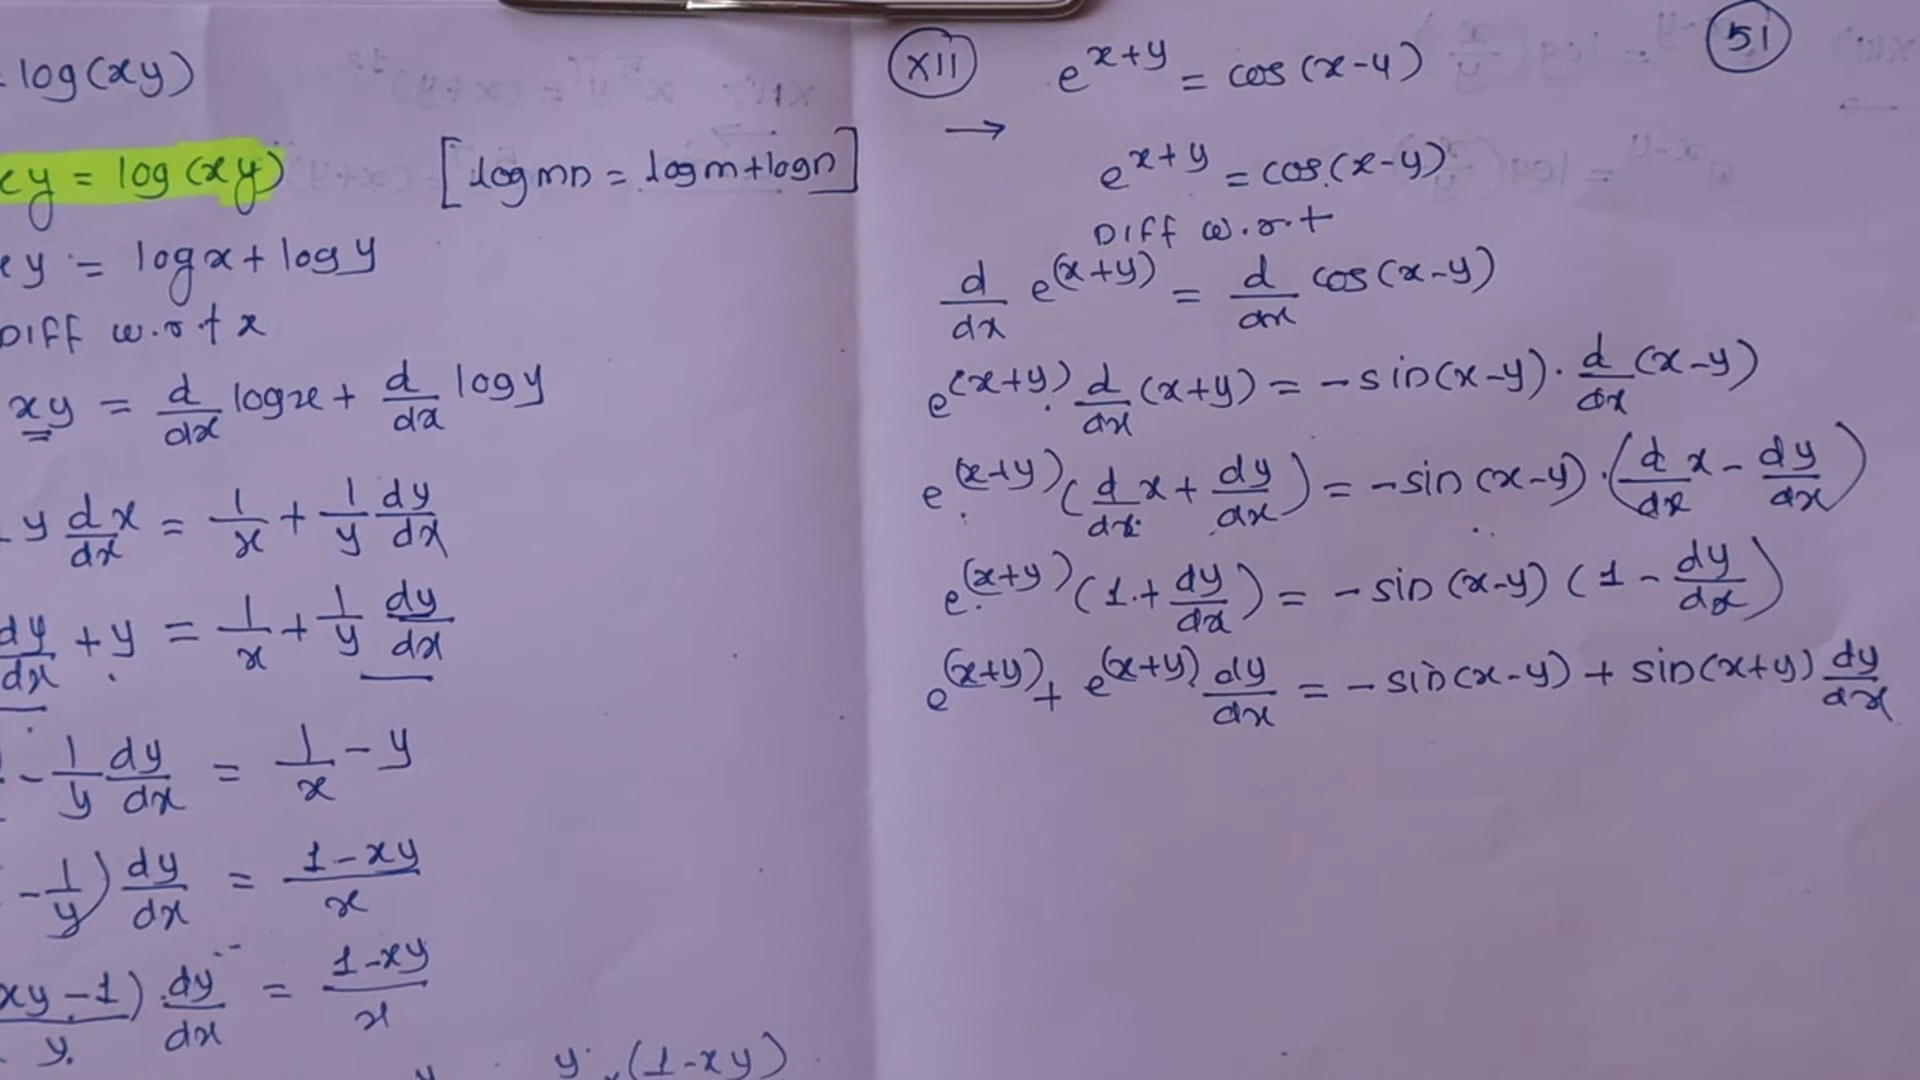 = log(xy)
xy = log(xy) [log mn = log m + log n]
xy = log x + log y
Diff w.r.t x
xy = d/dx log x + d/dx log y
y d/dx x = 1/x + 1/y dy/dx
dy/dx + y = 1/x + 1/y dy/dx
- 1/y dy/dx = 1/x - y
- 1/y) dy/dx = 1-xy/x
xy-1)/y. dy/dx = 1-xy/x
y . (1-xy)
XII e^x+y = cos(x-y) 51
→
e^x+y = cos(x-y)
Diff w.r.t
d/dx e^(x+y) = d/dx cos(x-y)
e^(x+y) . d/dx (x+y) = -sin(x-y) . d/dx (x-y)
e^(x+y) (d/dx x + dy/dx) = -sin(x-y) . (d/dx x - dy/dx)
e^(x+y) (1 + dy/dx) = -sin(x-y) (1 - dy/dx)
e^(x+y) + e^(x+y) . dy/dx = -sin(x-y) + sin(x+y) dy/dx